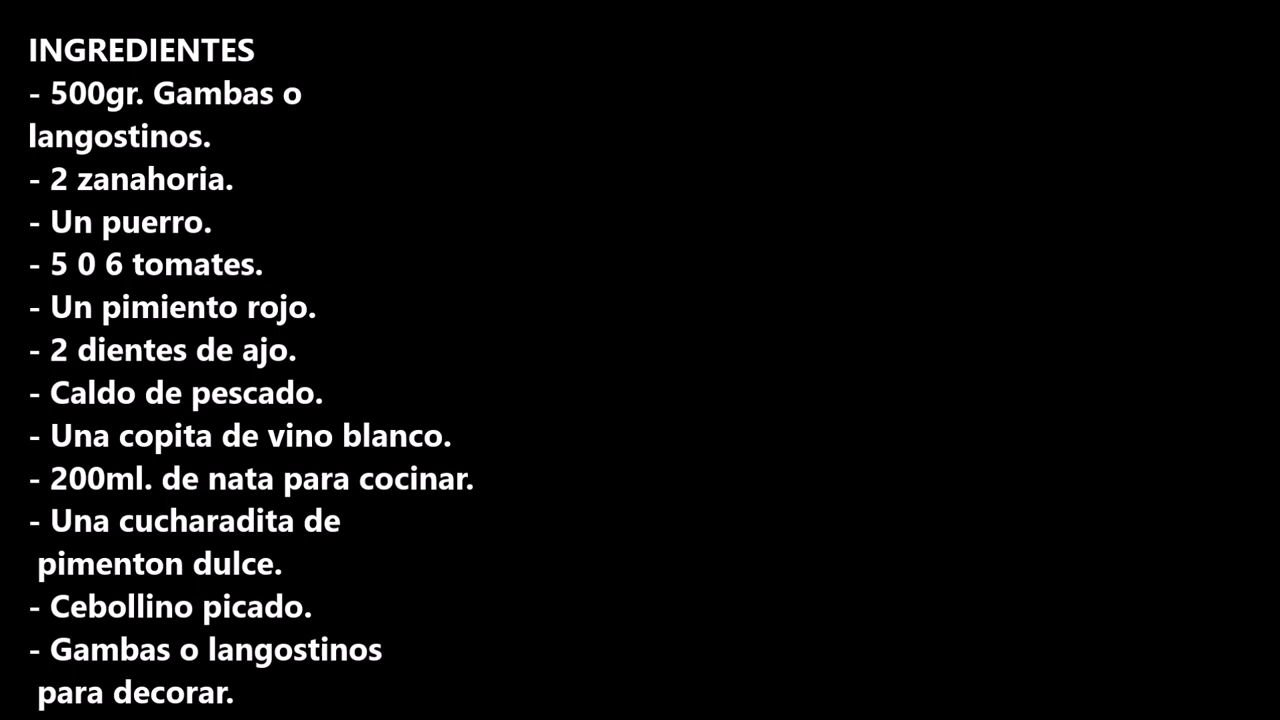 INGREDIENTES
- 500gr. Gambas o
langostinos.
- 2 zanahoria.
- Un puerro.
- 5 0 6 tomates.
- Un pimiento rojo.
- 2 dientes de ajo.
- Caldo de pescado.
- Una copita de vino blanco.
- 200ml. de nata para cocinar.
- Una cucharadita de
pimenton dulce.
- Cebollino picado.
- Gambas o langostinos
para decorar.